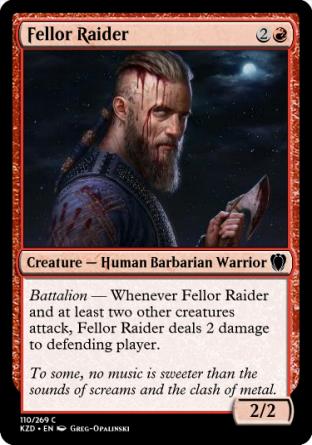 Fellor Raider 2
Creature — Human Barbarian Warrior
Battalion — Whenever Fellor Raider
and at least two other creatures
attack, Fellor Raider deals 2 damage
to defending player.
To some, no music is sweeter than the
sounds of screams and the clash of metal.
2/2
110/269 C
KZD • EN Greg-Opalinski